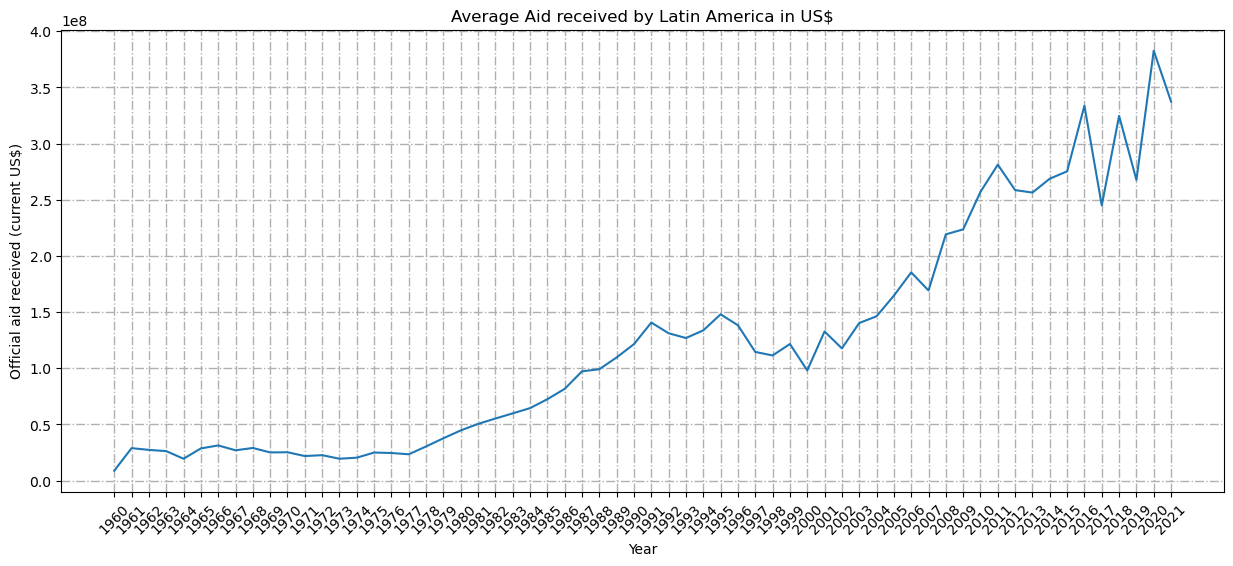 Average Aid received by Latin America in US$
1e8
4.0
3.5
3.0
2.5
2.0
1.5
1.0
0.5
0.0
Official aid received (current US$)
1960 1961 1962 1963 1964 1965 1966 1967 1968 1969 1970 1971 1972 1973 1974 1975 1976 1977 1978 1979 1980 1981 1982 1983 1984 1985 1986 1987 1988 1989 1990 1991 1992 1993 1994 1995 1996 1997 1998 1999 2000 2001 2002 2003 2004 2005 2006 2007 2008 2009 2010 2011 2012 2013 2014 2015 2016 2017 2018 2019 2020 2021
Year